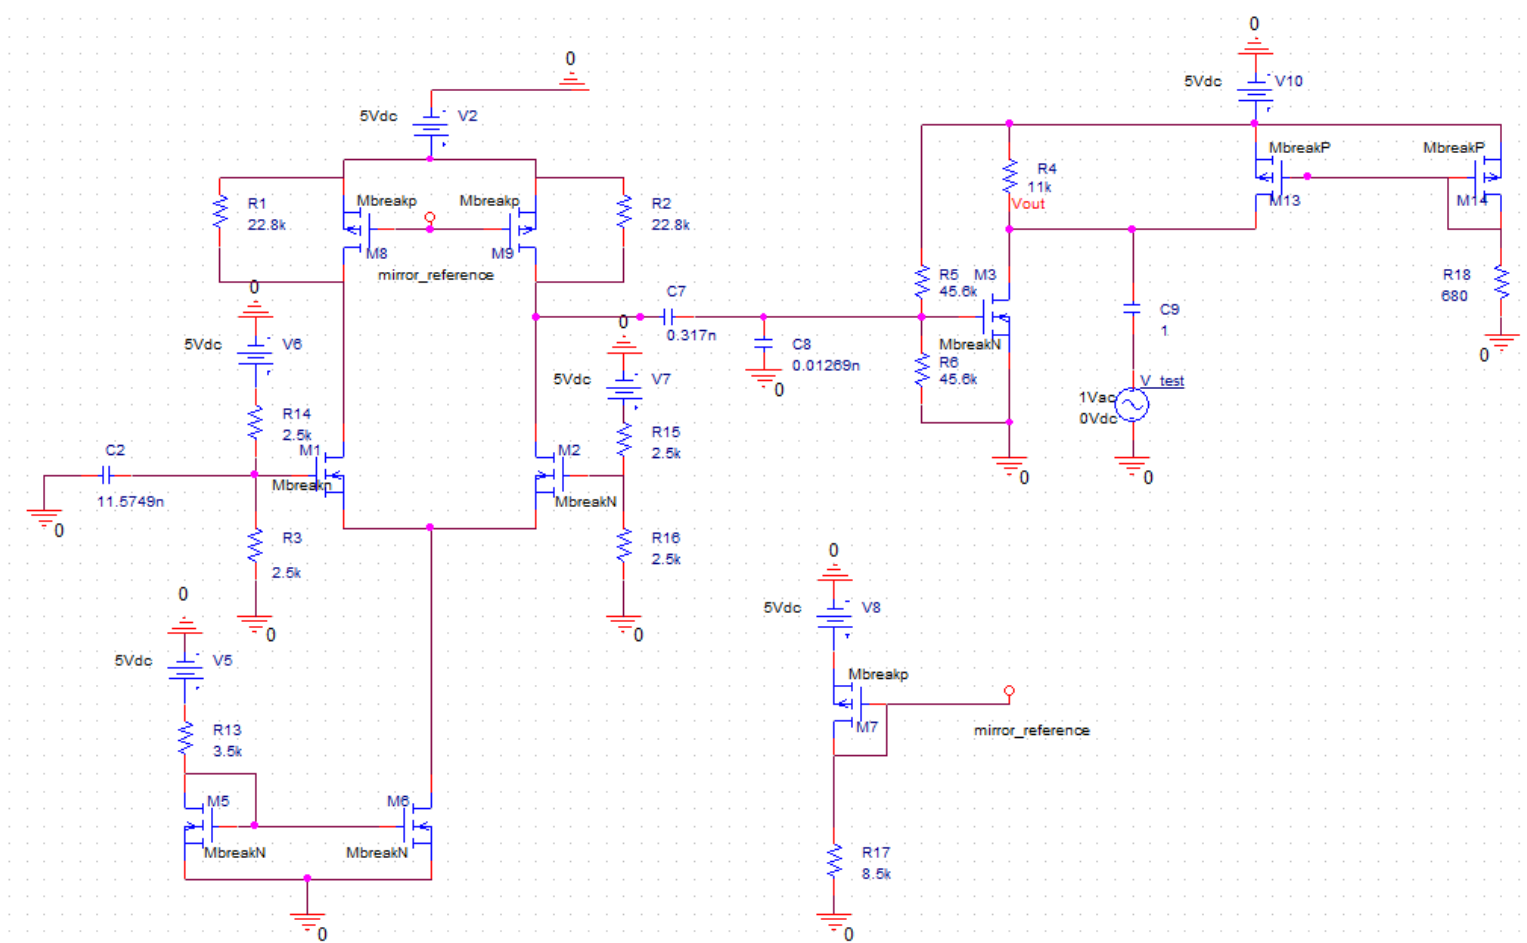 0
5Vdc
V2
R1
22.8k
Mbreakp
M8
Mbreakp
M9
R2
22.8k
mirror_reference
0
5Vdc
V6
R14
2.5k
C2
11.5749n
0
M1
Mbreakn
R3
2.5k
0
M2
MbreakN
C7
0.317n
0
5Vdc
V7
R15
2.5k
R16
2.5k
0
C8
0.01269n
0
0
5Vdc
V10
R4
11k
Vout
MbreakP
M13
MbreakP
M14
R5
45.6k
M3
MbreakN
R6
45.6k
0
C9
1
V_test
1Vac
0Vdc
0
R18
680
0
0
5Vdc
V5
R13
3.5k
M5
MbreakN
M6
MbreakN
0
0
5Vdc
V8
Mbreakp
M7
mirror_reference
R17
8.5k
0